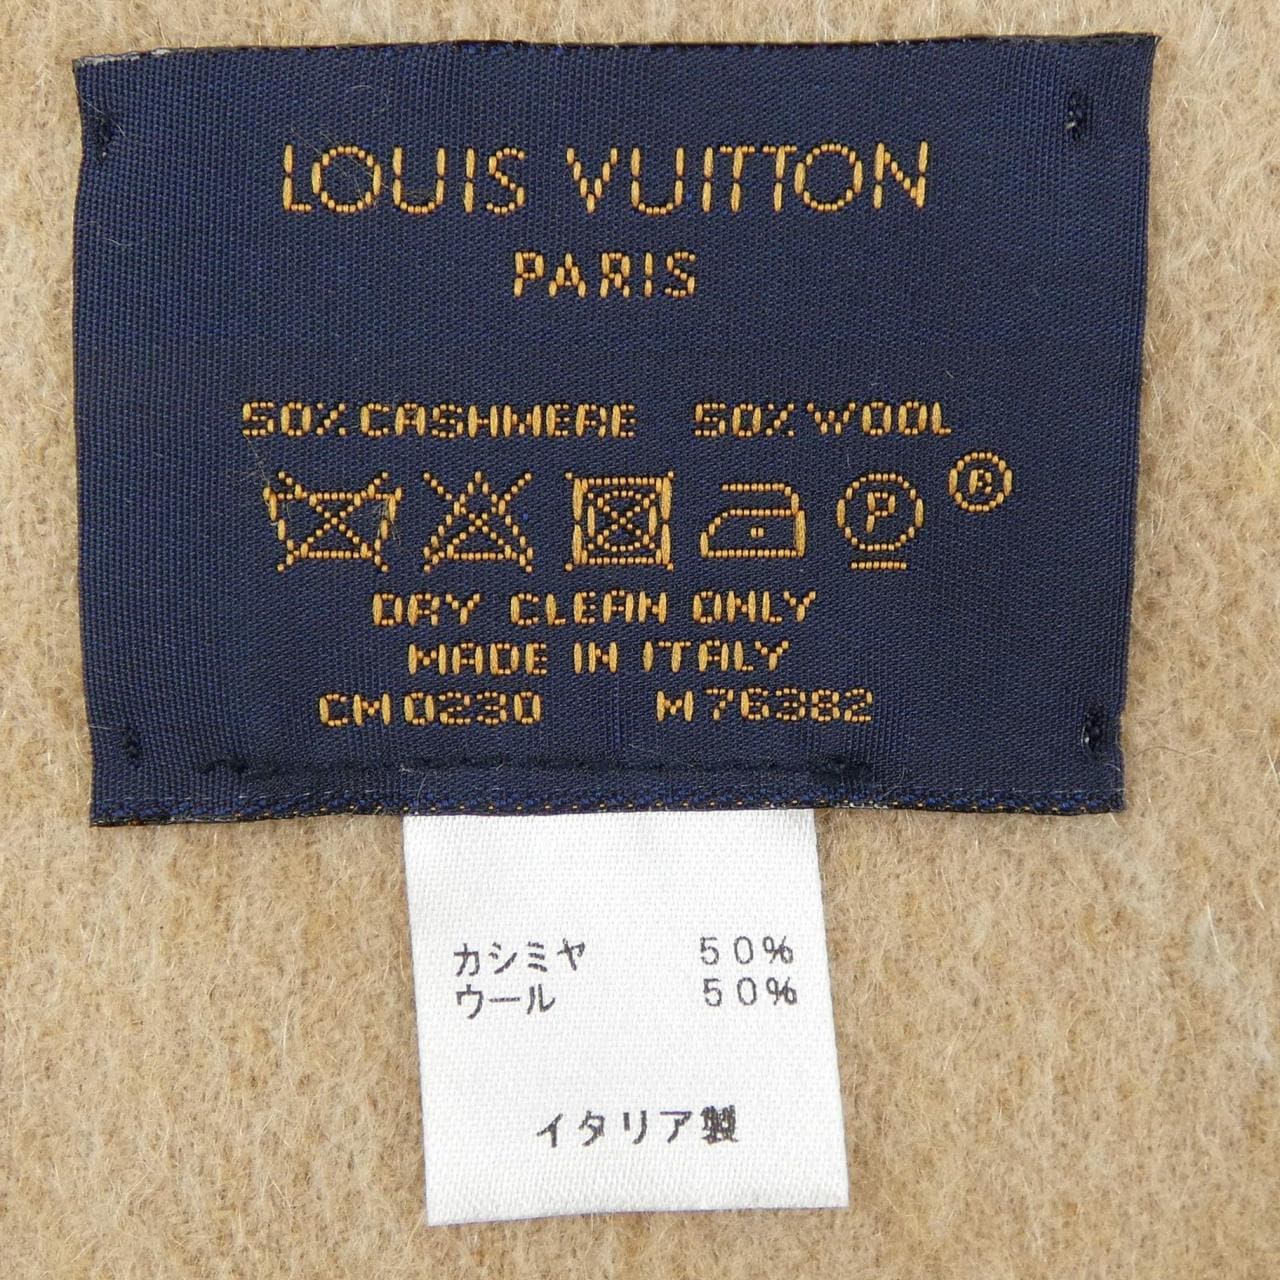 LOUIS VUITTON
PARIS
50% CASHMERE 50% WOOL
P ®
DRY CLEAN ONLY
MADE IN ITALY
CM0230 M76382
カシミヤ 50%
ウール 50%
イタリア製